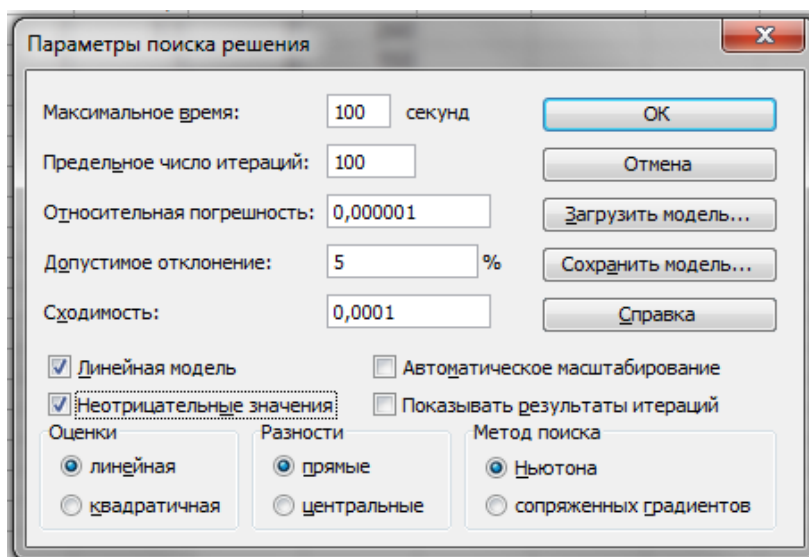 Параметры поиска решения
Максимальное время: 100 секунд
OK
Предельное число итераций: 100
Отмена
Относительная погрешность: 0,000001
Загрузить модель...
Допустимое отклонение: 5 %
Сохранить модель...
Сходимость: 0,0001
Справка
Линейная модель
Автоматическое масштабирование
Неотрицательные значения
Показывать результаты итераций
Оценки
Разности
Метод поиска
линейная
прямые
Ньютона
квадратичная
центральные
сопряженных градиентов